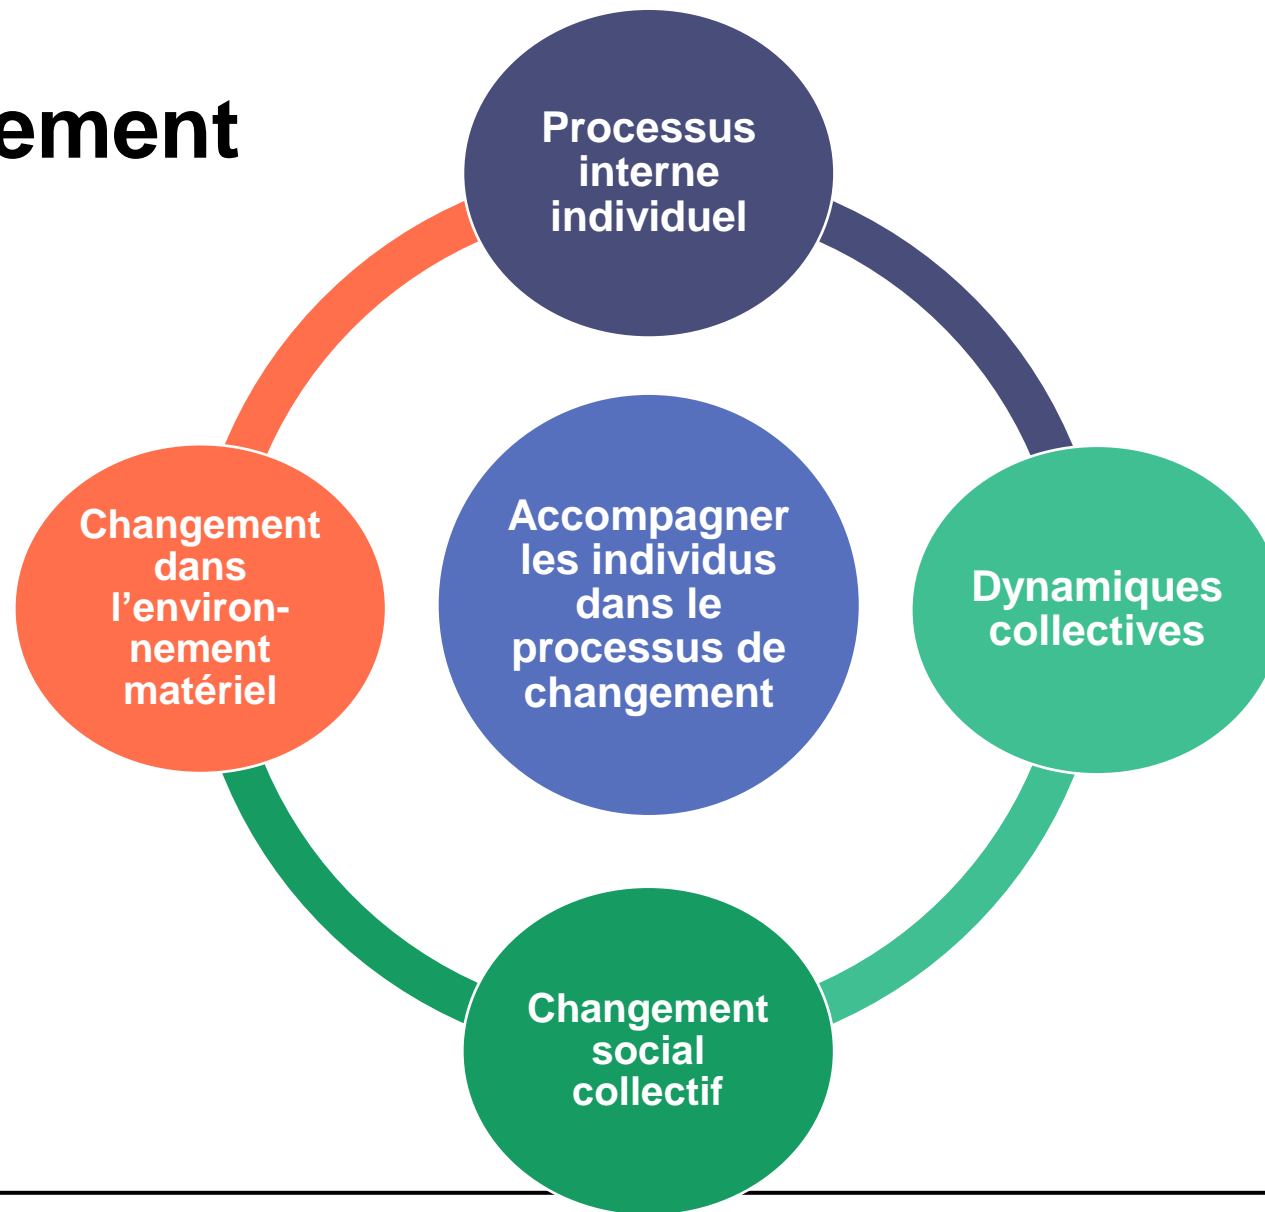 ement
Processus
interne
individuel
Changement
dans
l’environ-
nement
matériel
Accompagner
les individus
dans le
processus de
changement
Dynamiques
collectives
Changement
social
collectif